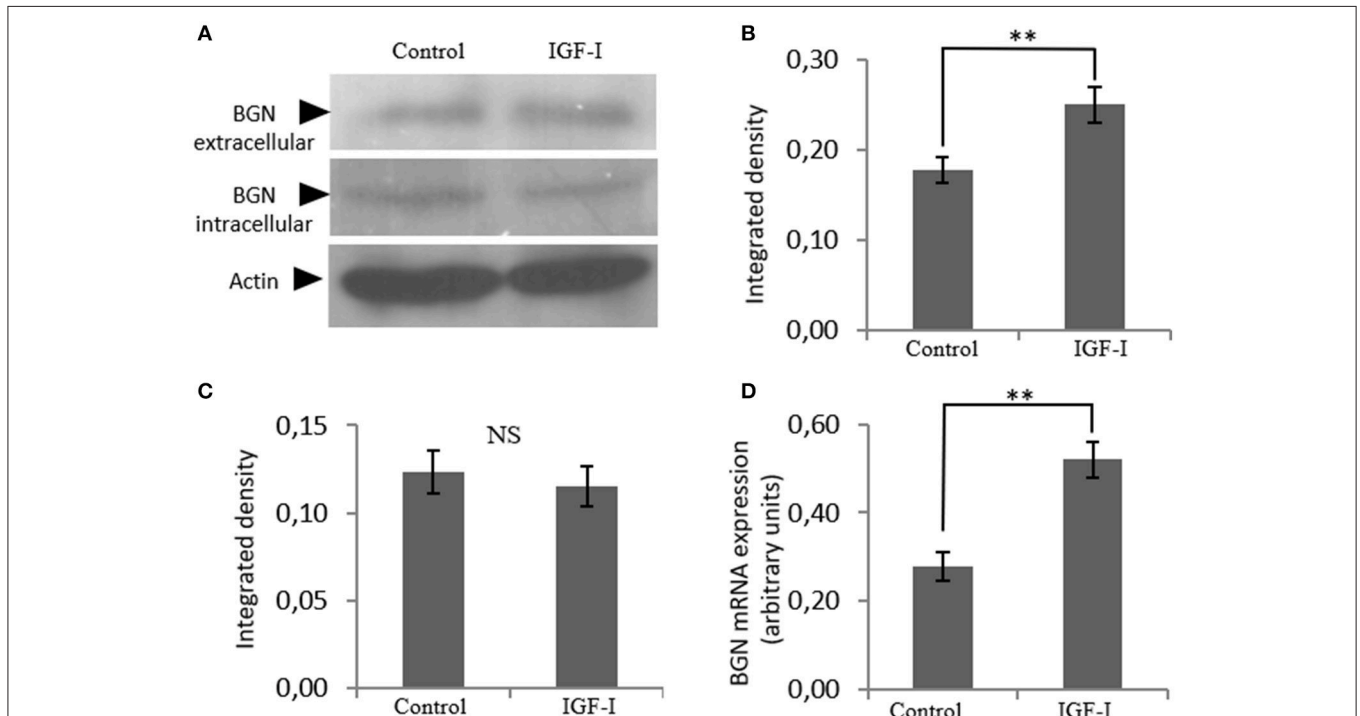 A
Control IGF-I
BGN
extracellular
BGN
intracellular
Actin
B
**
0,30
0,20
0,10
0,00
Integrated density
Control IGF-I
C
NS
0,15
0,10
0,05
0,00
Integrated density
Control IGF-I
D
**
0,60
0,40
0,20
0,00
BGN mRNA expression
(arbitrary units)
Control IGF-I